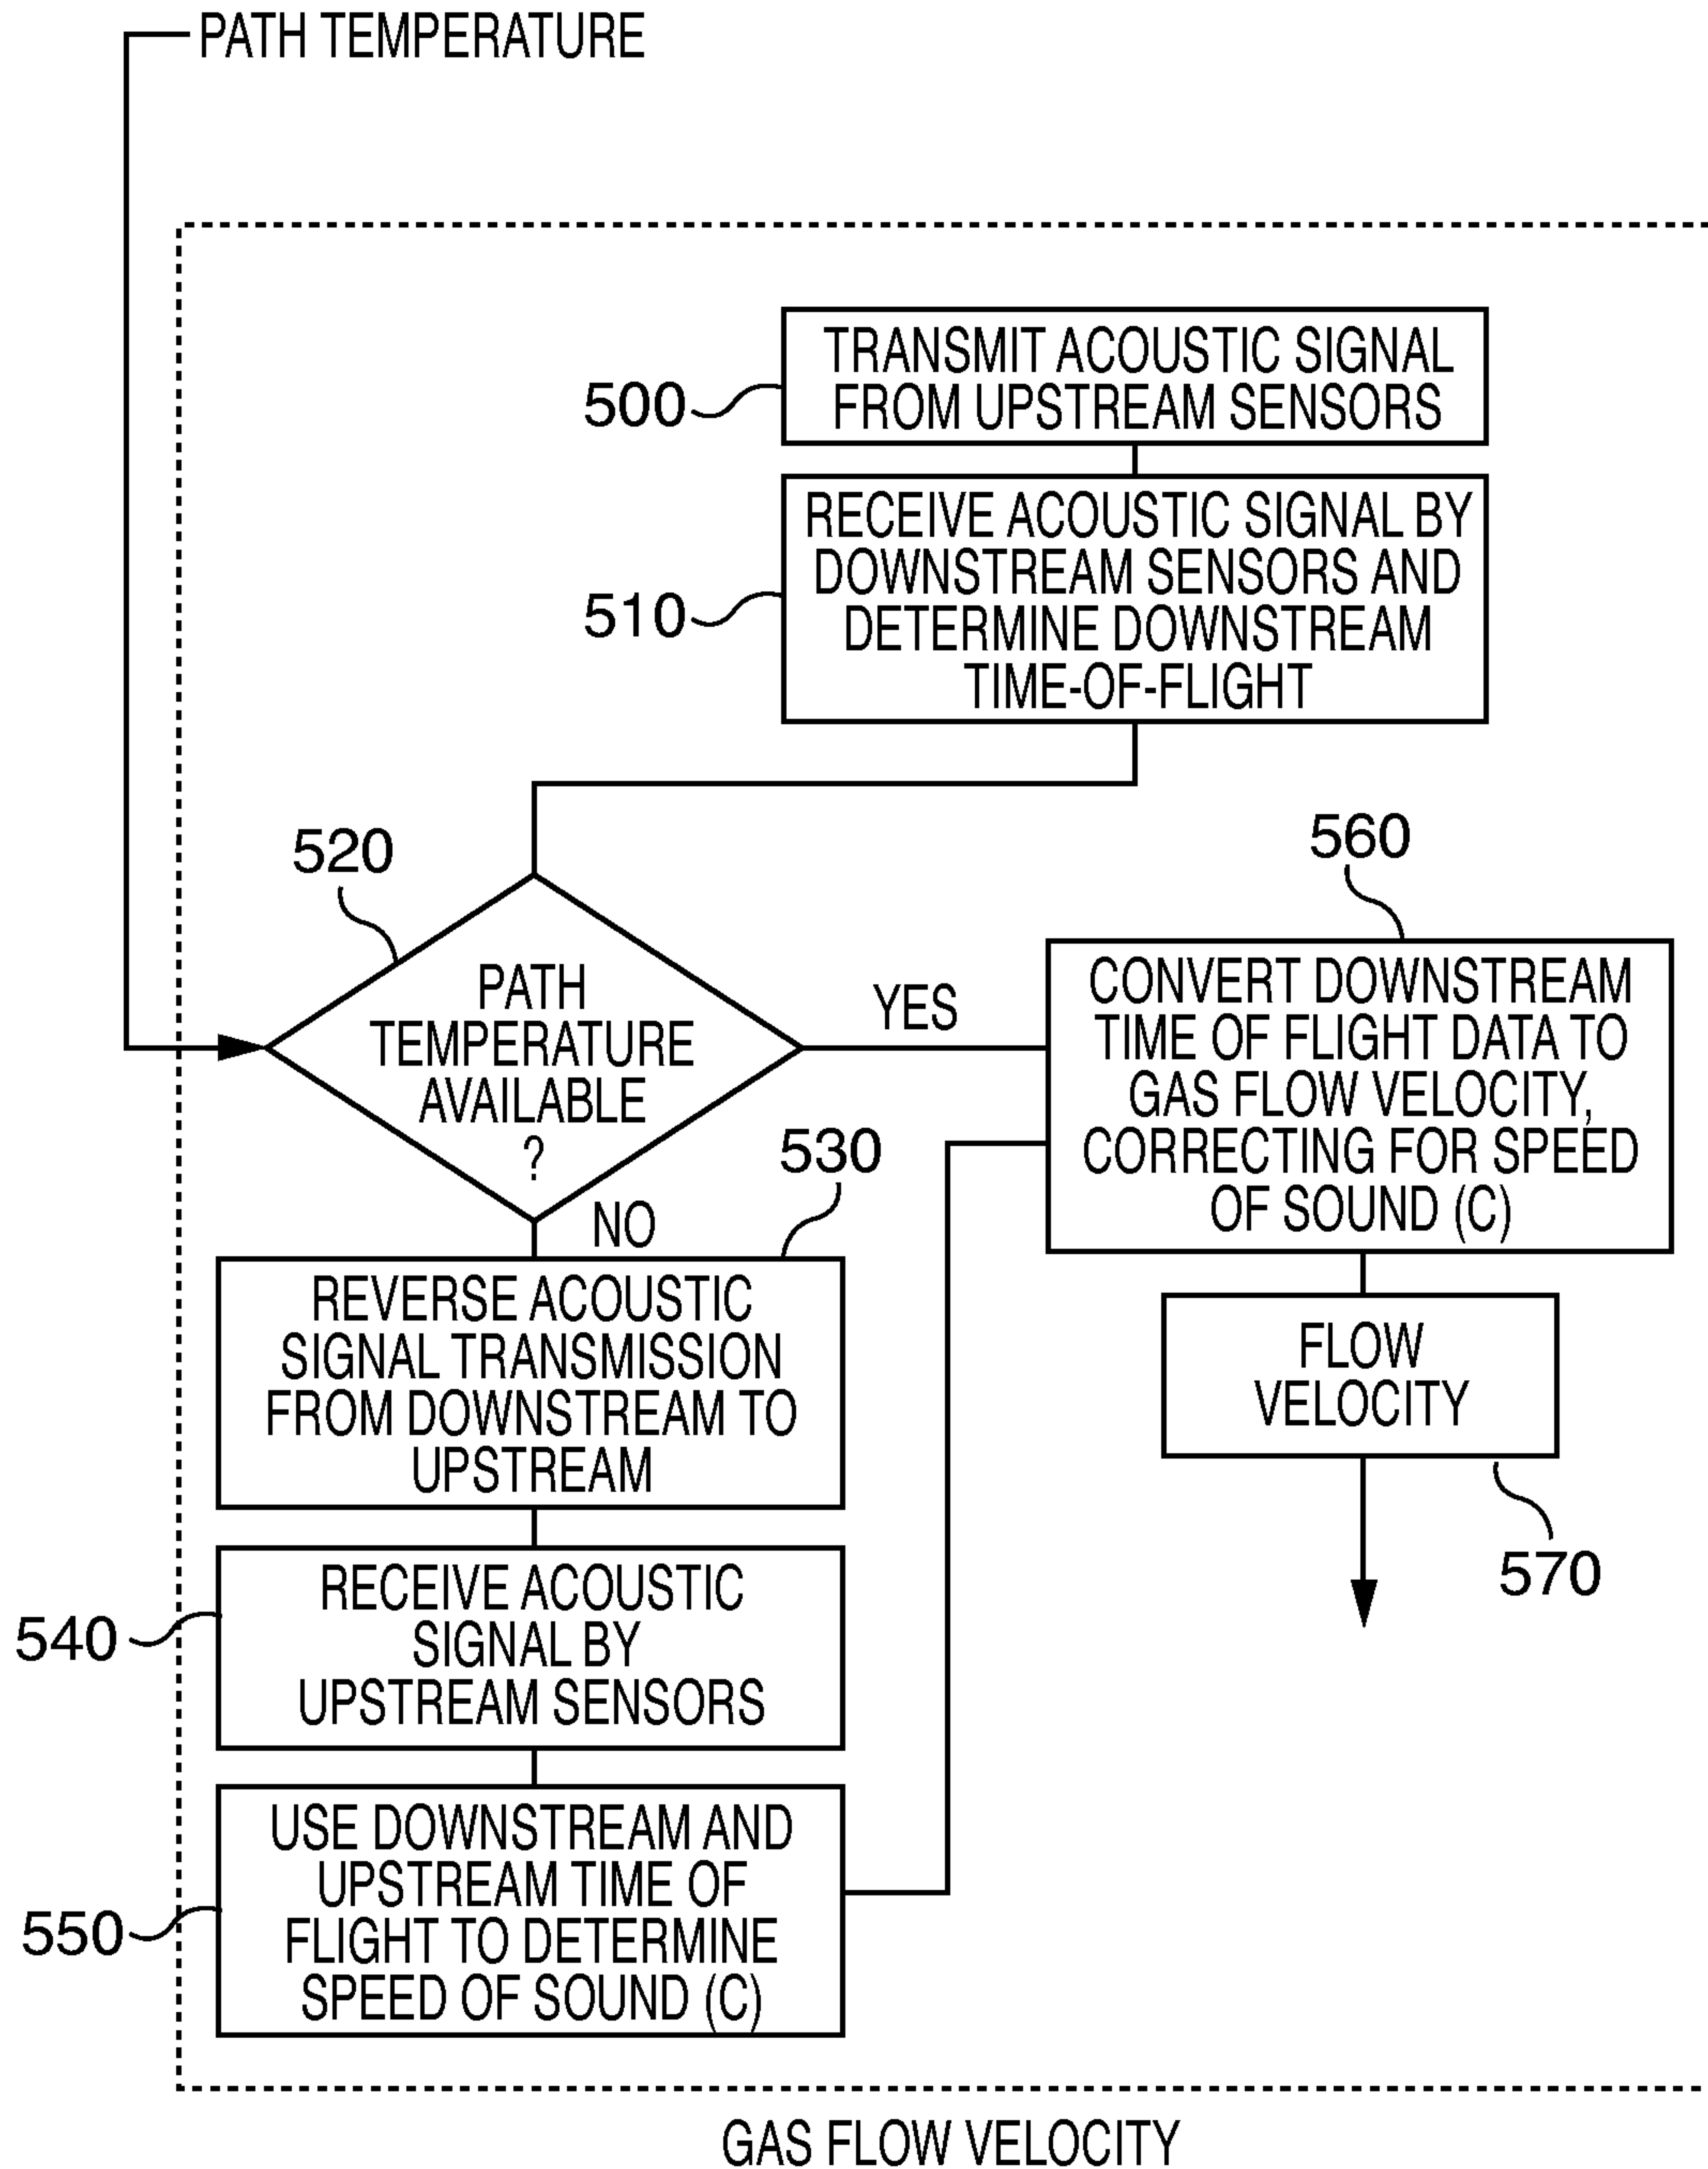 PATH TEMPERATURE
TRANSMIT ACOUSTIC SIGNAL
FROM UPSTREAM SENSORS
500
RECEIVE ACOUSTIC SIGNAL BY
DOWNSTREAM SENSORS AND
DETERMINE DOWNSTREAM
TIME-OF-FLIGHT
510
520
PATH
TEMPERATURE
AVAILABLE
?
YES
NO
560
CONVERT DOWNSTREAM
TIME OF FLIGHT DATA TO
GAS FLOW VELOCITY,
CORRECTING FOR SPEED
OF SOUND (C)
530
REVERSE ACOUSTIC
SIGNAL TRANSMISSION
FROM DOWNSTREAM TO
UPSTREAM
FLOW
VELOCITY
570
540
RECEIVE ACOUSTIC
SIGNAL BY
UPSTREAM SENSORS
550
USE DOWNSTREAM AND
UPSTREAM TIME OF
FLIGHT TO DETERMINE
SPEED OF SOUND (C)
GAS FLOW VELOCITY